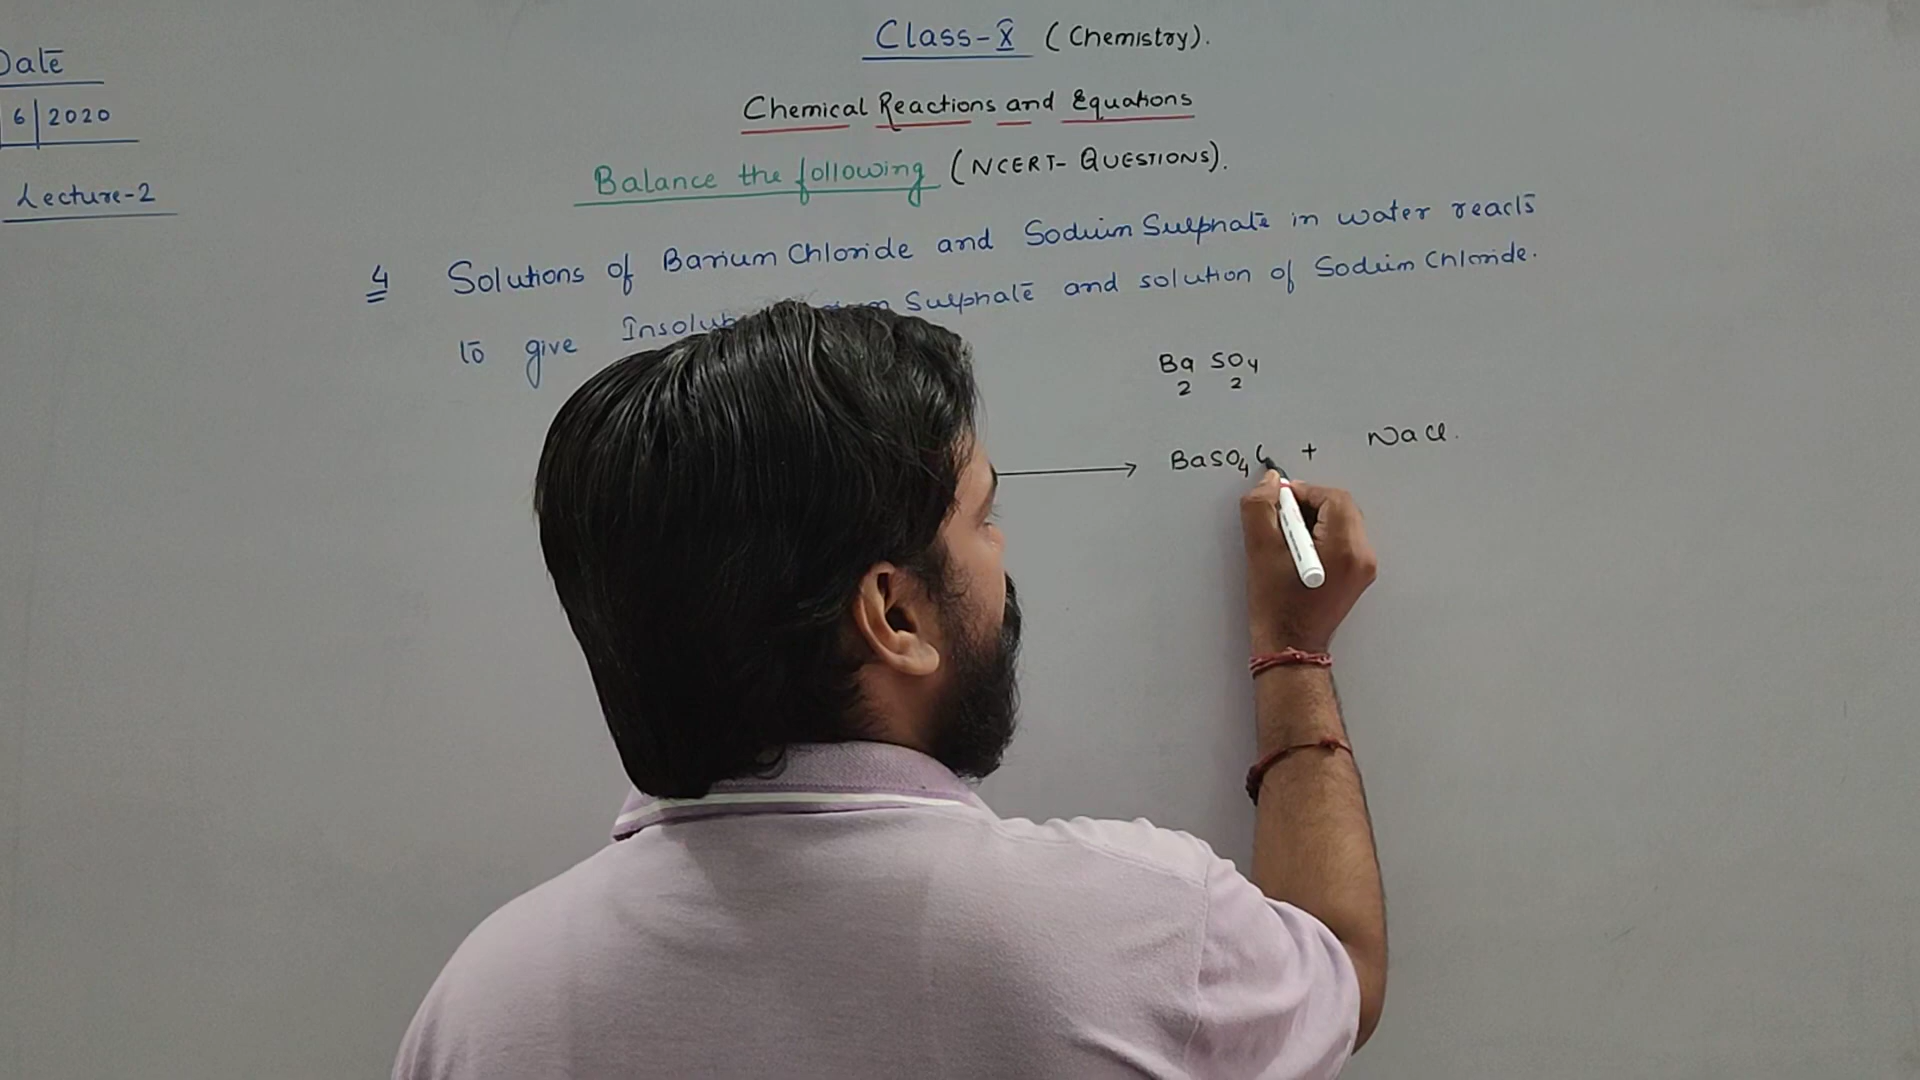 Date
6 | 2020
Lecture-2
Class-X (Chemistry).
Chemical Reactions and Equations
Balance the following (NCERT- QUESTIONS).
4 Solutions of Barium Chloride and Sodium Sulphate in water reacts
to give Sulphate and solution of Sodium Chloride.
Ba SO4
2 2
BaSO4 ( + NaCl.